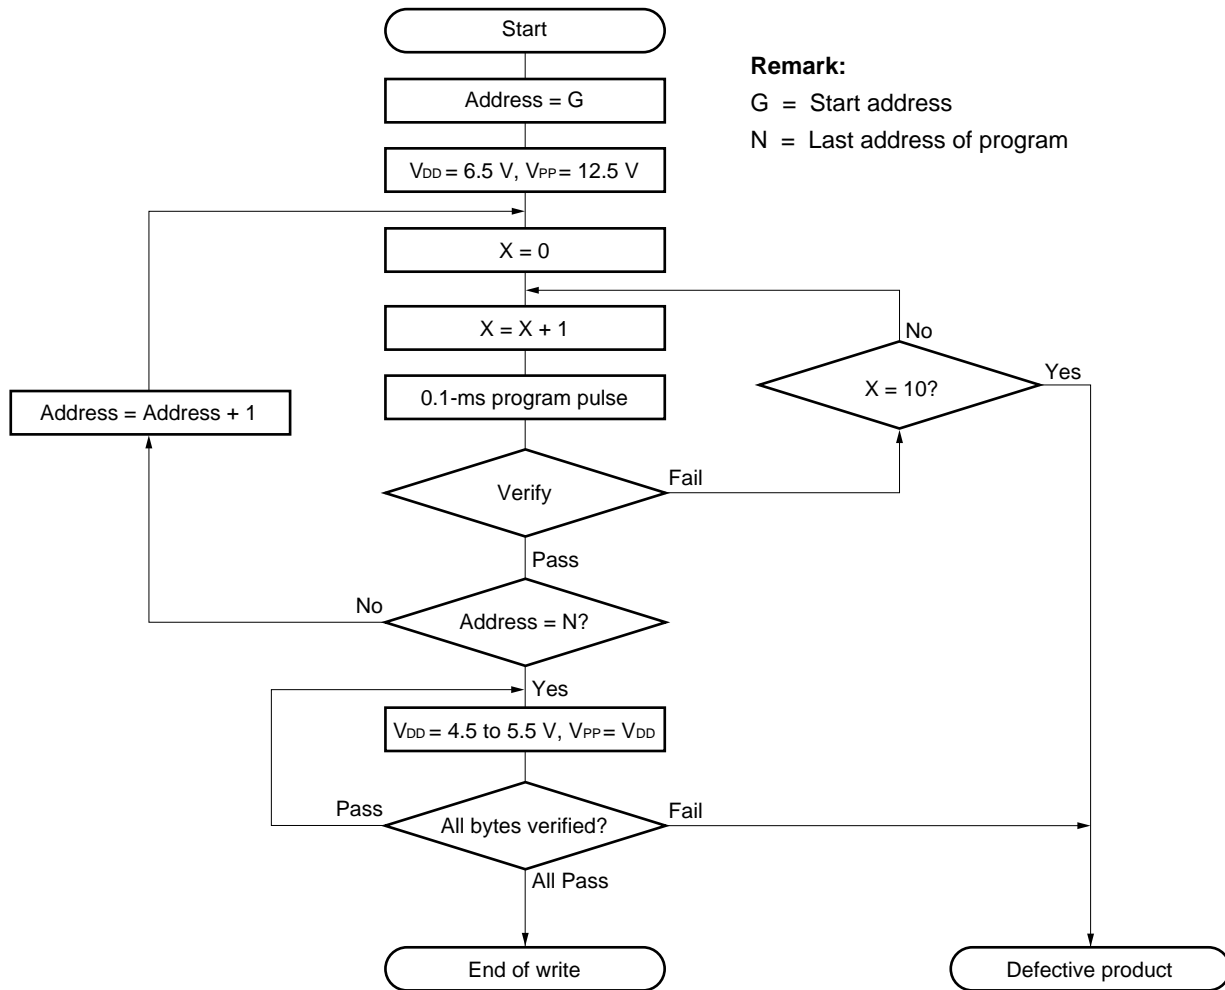 Start
Remark:
Address = G
G = Start address
N = Last address of program
VDD = 6.5 V, VPP = 12.5 V
X = 0
X = X + 1
No
Yes
X = 10?
0.1-ms program pulse
Address = Address + 1
Fail
Verify
Pass
No
Address = N?
Yes
VDD = 4.5 to 5.5 V, VPP = VDD
Pass
Fail
All bytes verified?
All Pass
End of write
Defective product